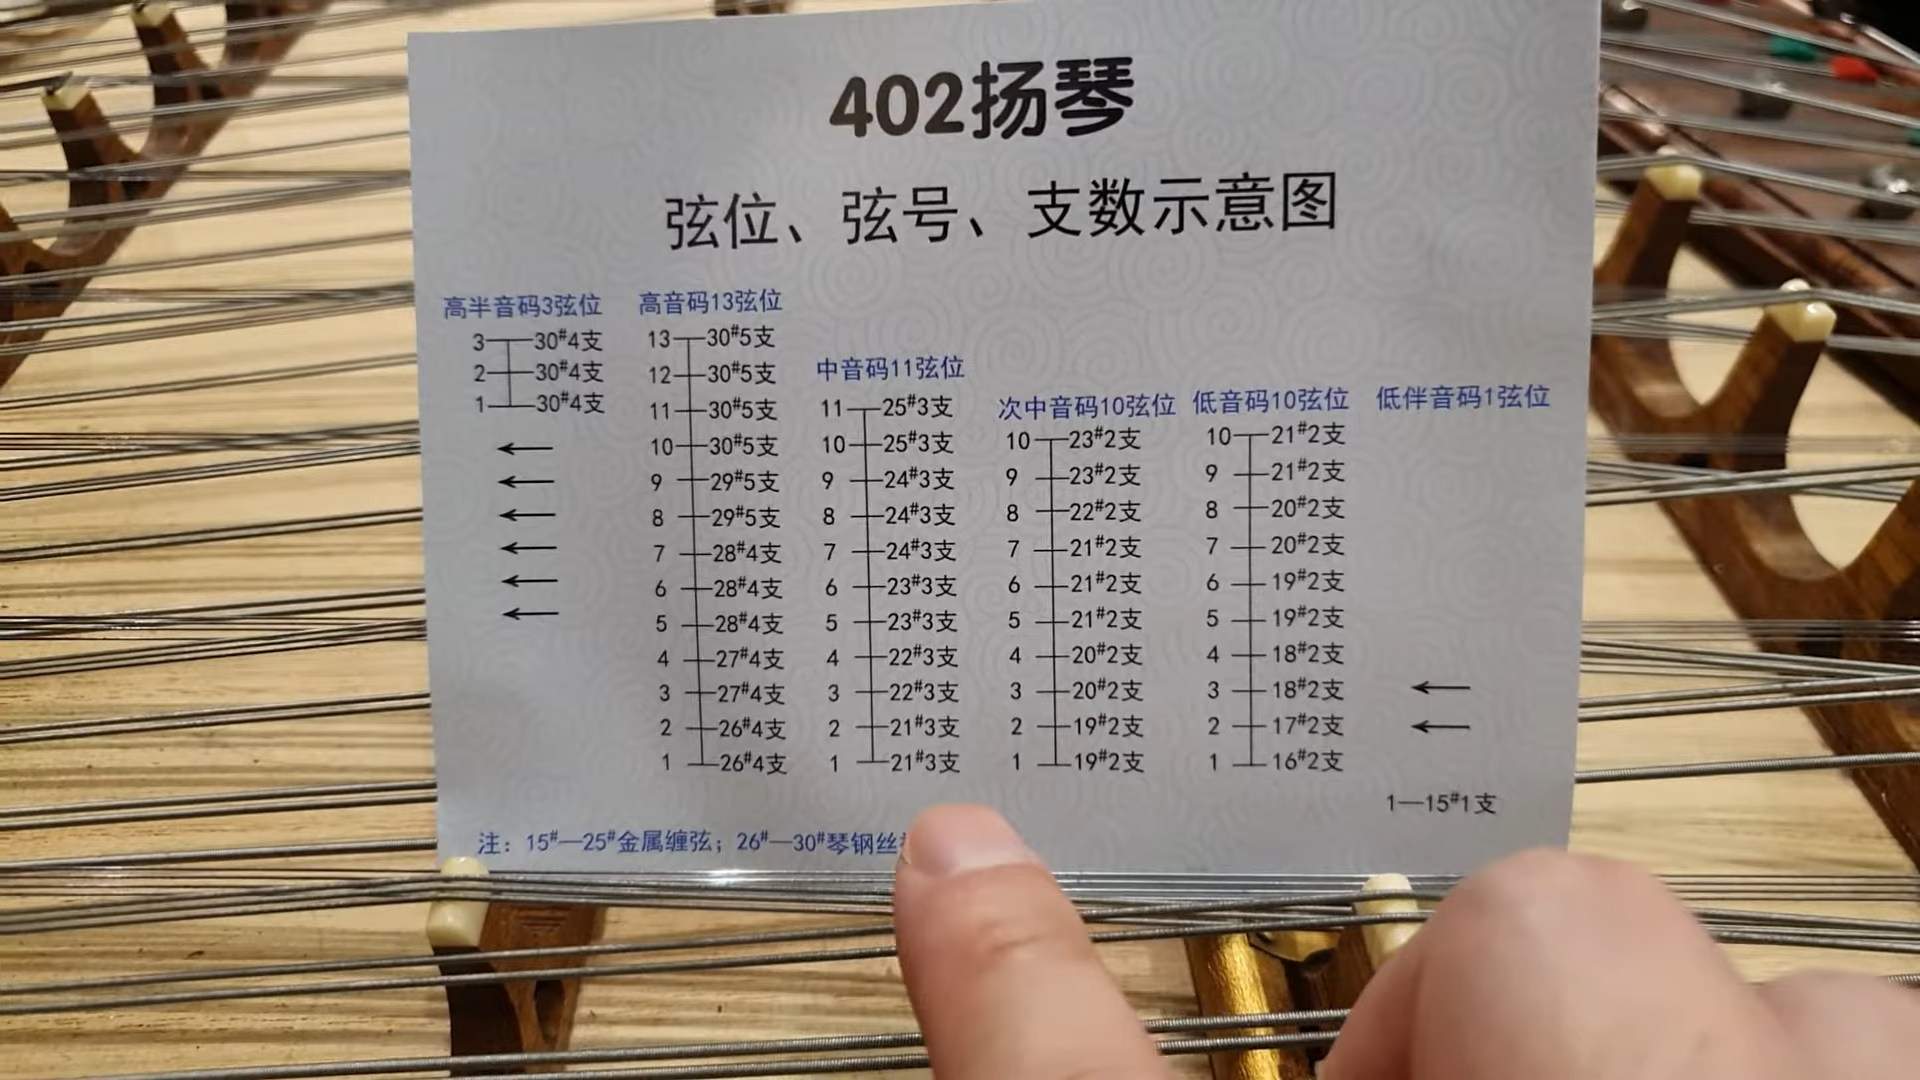 402扬琴
弦位、弦号、支数示意图
高半音码3弦位
3 30#4支
2 30#4支
1 30#4支
←
←
←
←
←
←
高音码13弦位
13 30#5支
12 30#5支
11 30#5支
10 30#5支
9 29#5支
8 29#5支
7 28#4支
6 28#4支
5 28#4支
4 27#4支
3 27#4支
2 26#4支
1 26#4支
中音码11弦位
11 25#3支
10 25#3支
9 24#3支
8 24#3支
7 24#3支
6 23#3支
5 23#3支
4 22#3支
3 22#3支
2 21#3支
1 21#3支
次中音码10弦位
10 23#2支
9 23#2支
8 22#2支
7 21#2支
6 21#2支
5 21#2支
4 20#2支
3 20#2支
2 19#2支
1 19#2支
低音码10弦位
10 21#2支
9 21#2支
8 20#2支
7 20#2支
6 19#2支
5 19#2支
4 18#2支
3 18#2支
2 17#2支
1 16#2支
低伴音码1弦位
←
←
1—15#1支
注：15#—25#金属缠弦；26#—30#琴钢丝